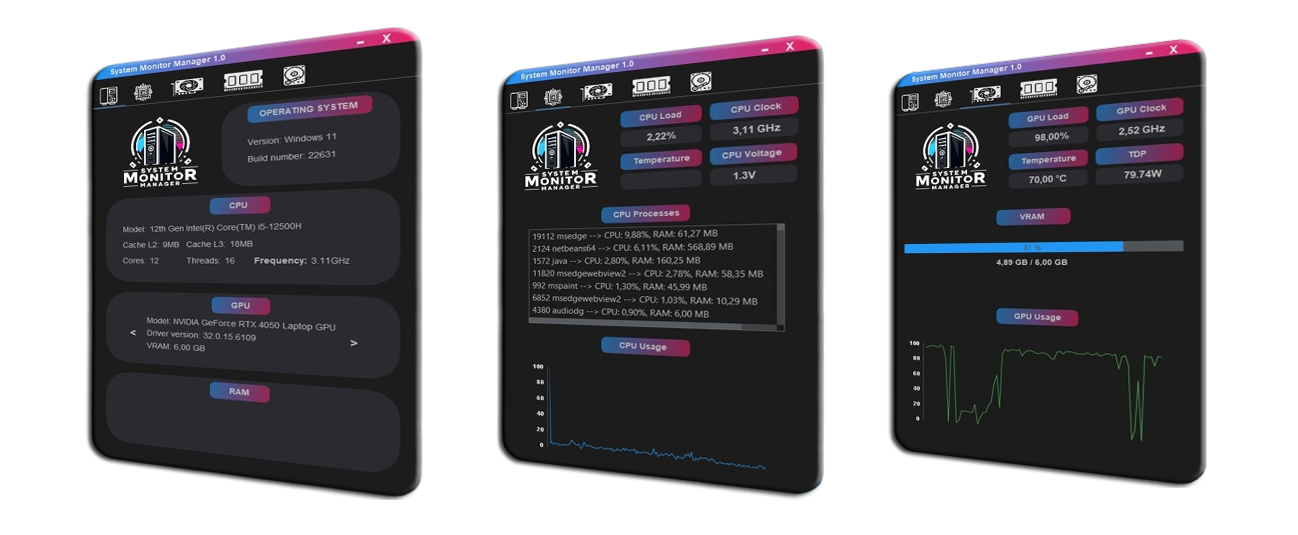 System Monitor Manager 1.0
– X
OPERATING SYSTEM
Version: Windows 11
Build number: 22631
SYSTEM
MONITOR
MANAGER
CPU
Model: 12th Gen Intel(R) Core(TM) i5-12500H
Cache L2: 9MB Cache L3: 18MB
Cores: 12 Threads: 16 Frequency: 3.11GHz
GPU
Model: NVIDIA GeForce RTX 4050 Laptop GPU
< Driver version: 32.0.15.6109 >
VRAM: 6,00 GB
RAM
System Monitor Manager 1.0
– X
CPU Load CPU Clock
2,22% 3,11 GHz
Temperature CPU Voltage
1.3V
SYSTEM
MONITOR
MANAGER
CPU Processes
19112 msedge --> CPU: 9,88%, RAM: 61,27 MB
2124 netbeans64 --> CPU: 6,11%, RAM: 568,89 MB
1572 java --> CPU: 2,80%, RAM: 160,25 MB
11820 msedgewebview2 --> CPU: 2,78%, RAM: 58,35 MB
992 mspaint --> CPU: 1,30%, RAM: 45,99 MB
6852 msedgewebview2 --> CPU: 1,03%, RAM: 10,29 MB
4380 audiodg --> CPU: 0,90%, RAM: 6,00 MB
CPU Usage
100
80
60
40
20
0
System Monitor Manager 1.0
– X
GPU Load GPU Clock
98,00% 2,52 GHz
Temperature TDP
70,00 °C 79.74W
SYSTEM
MONITOR
MANAGER
VRAM
81 %
4,89 GB / 6,00 GB
GPU Usage
100
80
60
40
20
0